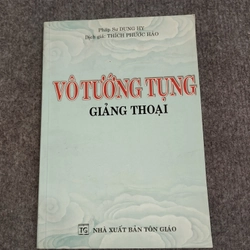 Pháp Sư DUNG HY
Dịch giả: THÍCH PHƯỚC HẢO
VÔ TƯỚNG TỤNG
GIẢNG THOẠI
TG
NHÀ XUẤT BẢN TÔN GIÁO